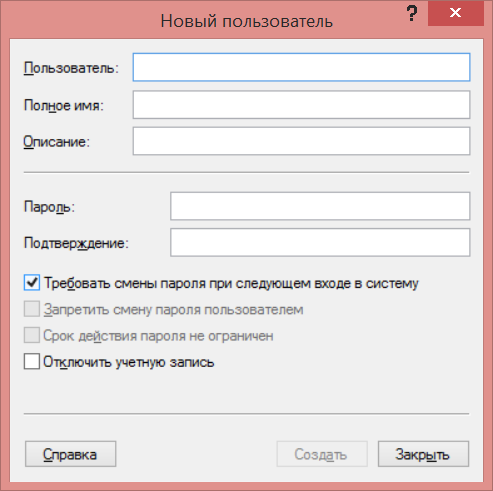 Новый пользователь
Пользователь:
Полное имя:
Описание:
Пароль:
Подтверждение:
Требовать смены пароля при следующем входе в систему
Запретить смену пароля пользователем
Срок действия пароля не ограничен
Отключить учетную запись
Справка Создать Закрыть